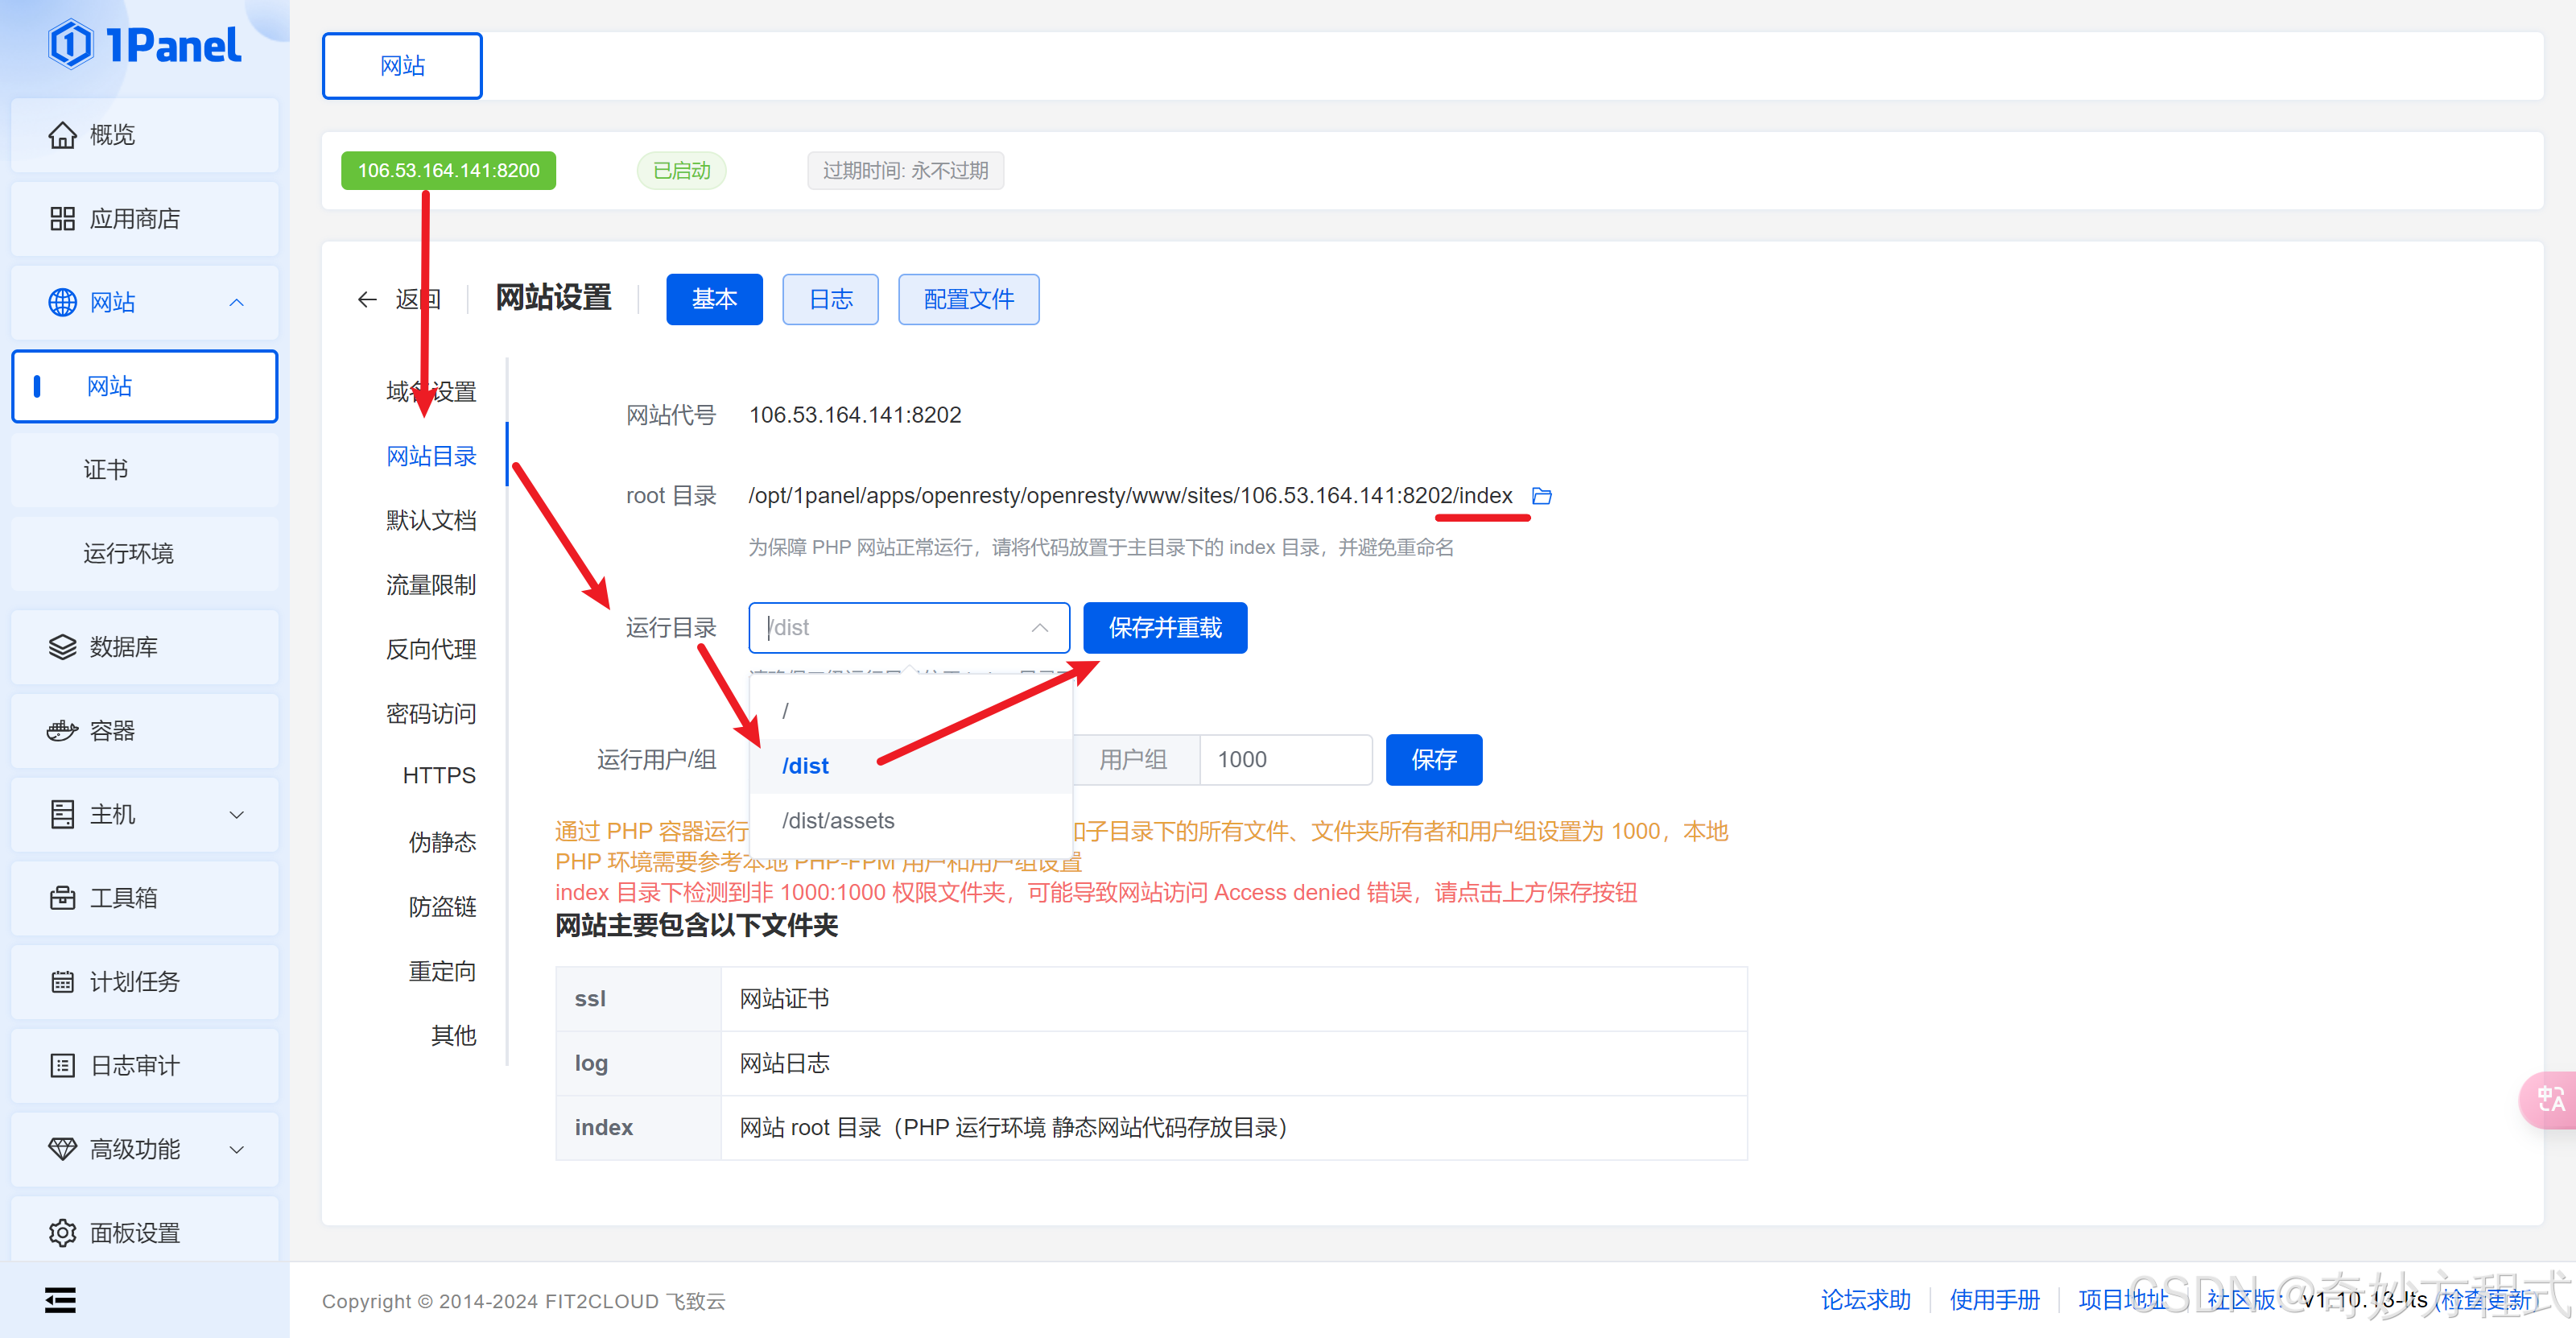 1Panel
概览
应用商店
网站
网站
证书
运行环境
数据库
容器
主机
工具箱
计划任务
日志审计
高级功能
面板设置
网站
106.53.164.141:8200
已启动
过期时间: 永不过期
返回
网站设置
基本
日志
配置文件
域名设置
网站目录
默认文档
流量限制
反向代理
密码访问
HTTPS
伪静态
防盗链
重定向
其他
网站代号 106.53.164.141:8202
root 目录 /opt/1panel/apps/openresty/openresty/www/sites/106.53.164.141:8202/index
为保障 PHP 网站正常运行，请将代码放置于主目录下的 index 目录，并避免重命名
运行目录 /dist 保存并重载
/
/dist
/dist/assets
运行用户/组 用户组 1000 保存
通过 PHP 容器运行 子目录下的所有文件、文件夹所有者和用户组设置为 1000，本地
PHP 环境需要参考本地 PHP-FPM 用户和用户组设置
index 目录下检测到非 1000:1000 权限文件夹，可能导致网站访问 Access denied 错误，请点击上方保存按钮
网站主要包含以下文件夹
ssl 网站证书
log 网站日志
index 网站 root 目录（PHP 运行环境 静态网站代码存放目录）
中A
Copyright © 2014-2024 FIT2CLOUD 飞致云
论坛求助 使用手册 项目地址 社区版: v1.10.13-lts (检查更新)
CSDN @奇妙方程式